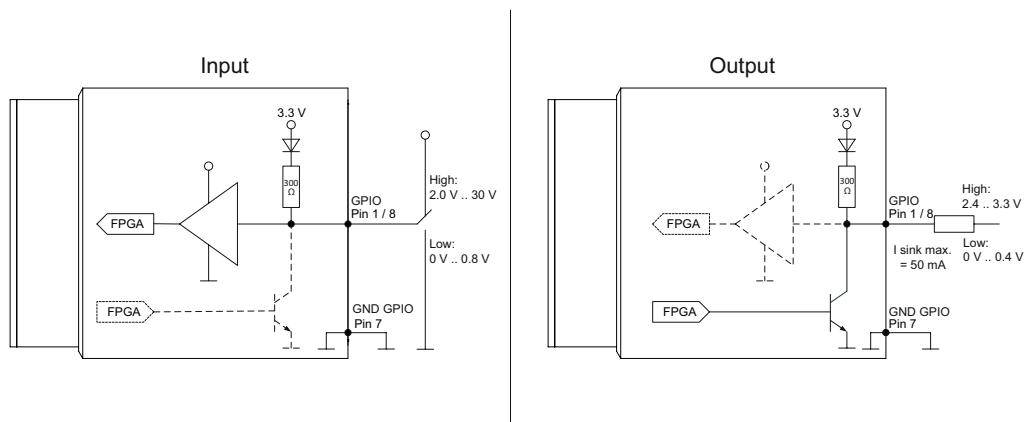 Input
3.3 V
300
Ω
High:
2.0 V .. 30 V
GPIO
Pin 1 / 8
FPGA
Low:
0 V .. 0.8 V
FPGA
GND GPIO
Pin 7
Output
3.3 V
300
Ω
High:
2.4 .. 3.3 V
GPIO
Pin 1 / 8
FPGA
I sink max.
= 50 mA
Low:
0 V .. 0.4 V
FPGA
GND GPIO
Pin 7